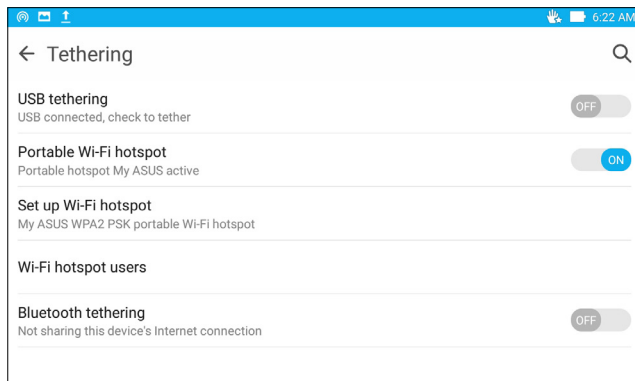 6:22 AM
Tethering
USB tethering
OFF
USB connected, check to tether
Portable Wi-Fi hotspot
ON
Portable hotspot My ASUS active
Set up Wi-Fi hotspot
My ASUS WPA2 PSK portable Wi-Fi hotspot
Wi-Fi hotspot users
Bluetooth tethering
OFF
Not sharing this device's Internet connection